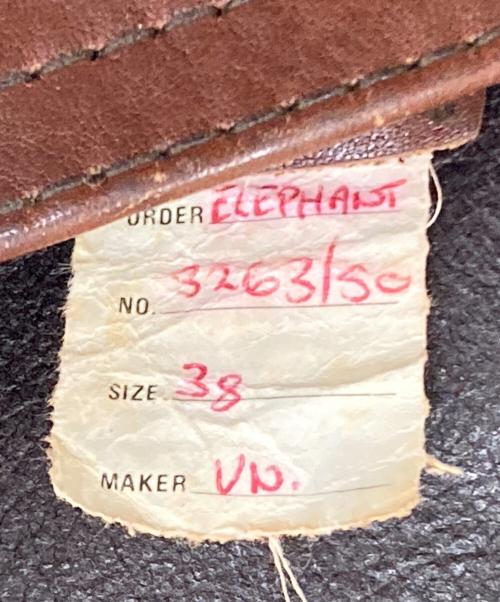 ORDER ELEPHANT
NO. 3263/50
SIZE 38
MAKER VN.